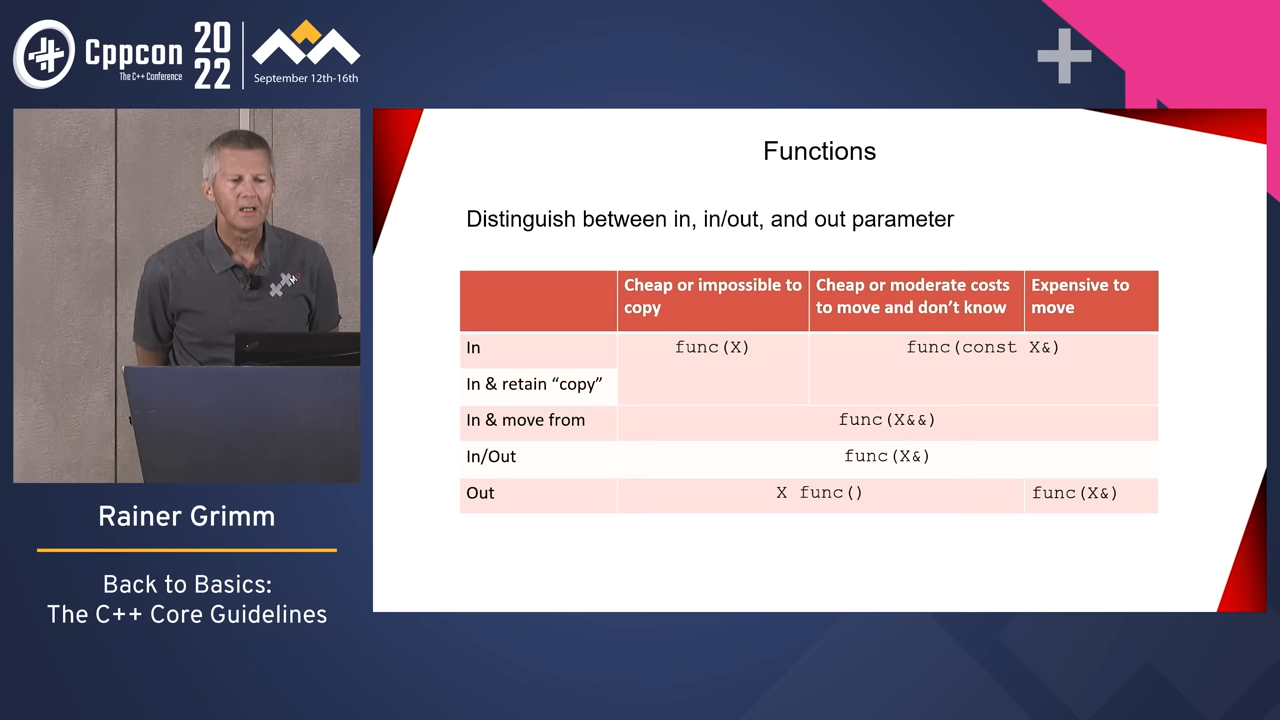 Cppcon
The C++ Conference
20
22
September 12th-16th
Functions
Distinguish between in, in/out, and out parameter
Cheap or impossible to
copy
Cheap or moderate costs
to move and don’t know
Expensive to
move
In
func(X)
func(const X&)
In & retain “copy”
In & move from
func(X&&)
In/Out
func(X&)
Out
X func()
func(X&)
Rainer Grimm
Back to Basics:
The C++ Core Guidelines